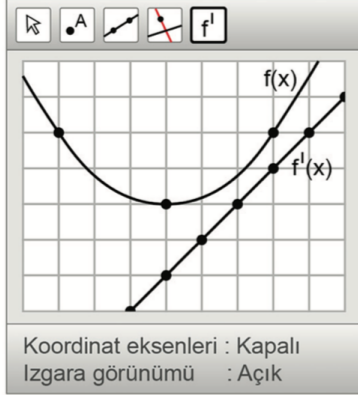 A
f'
f(x)
f'(x)
Koordinat eksenleri : Kapalı
Izgara görünümü : Açık